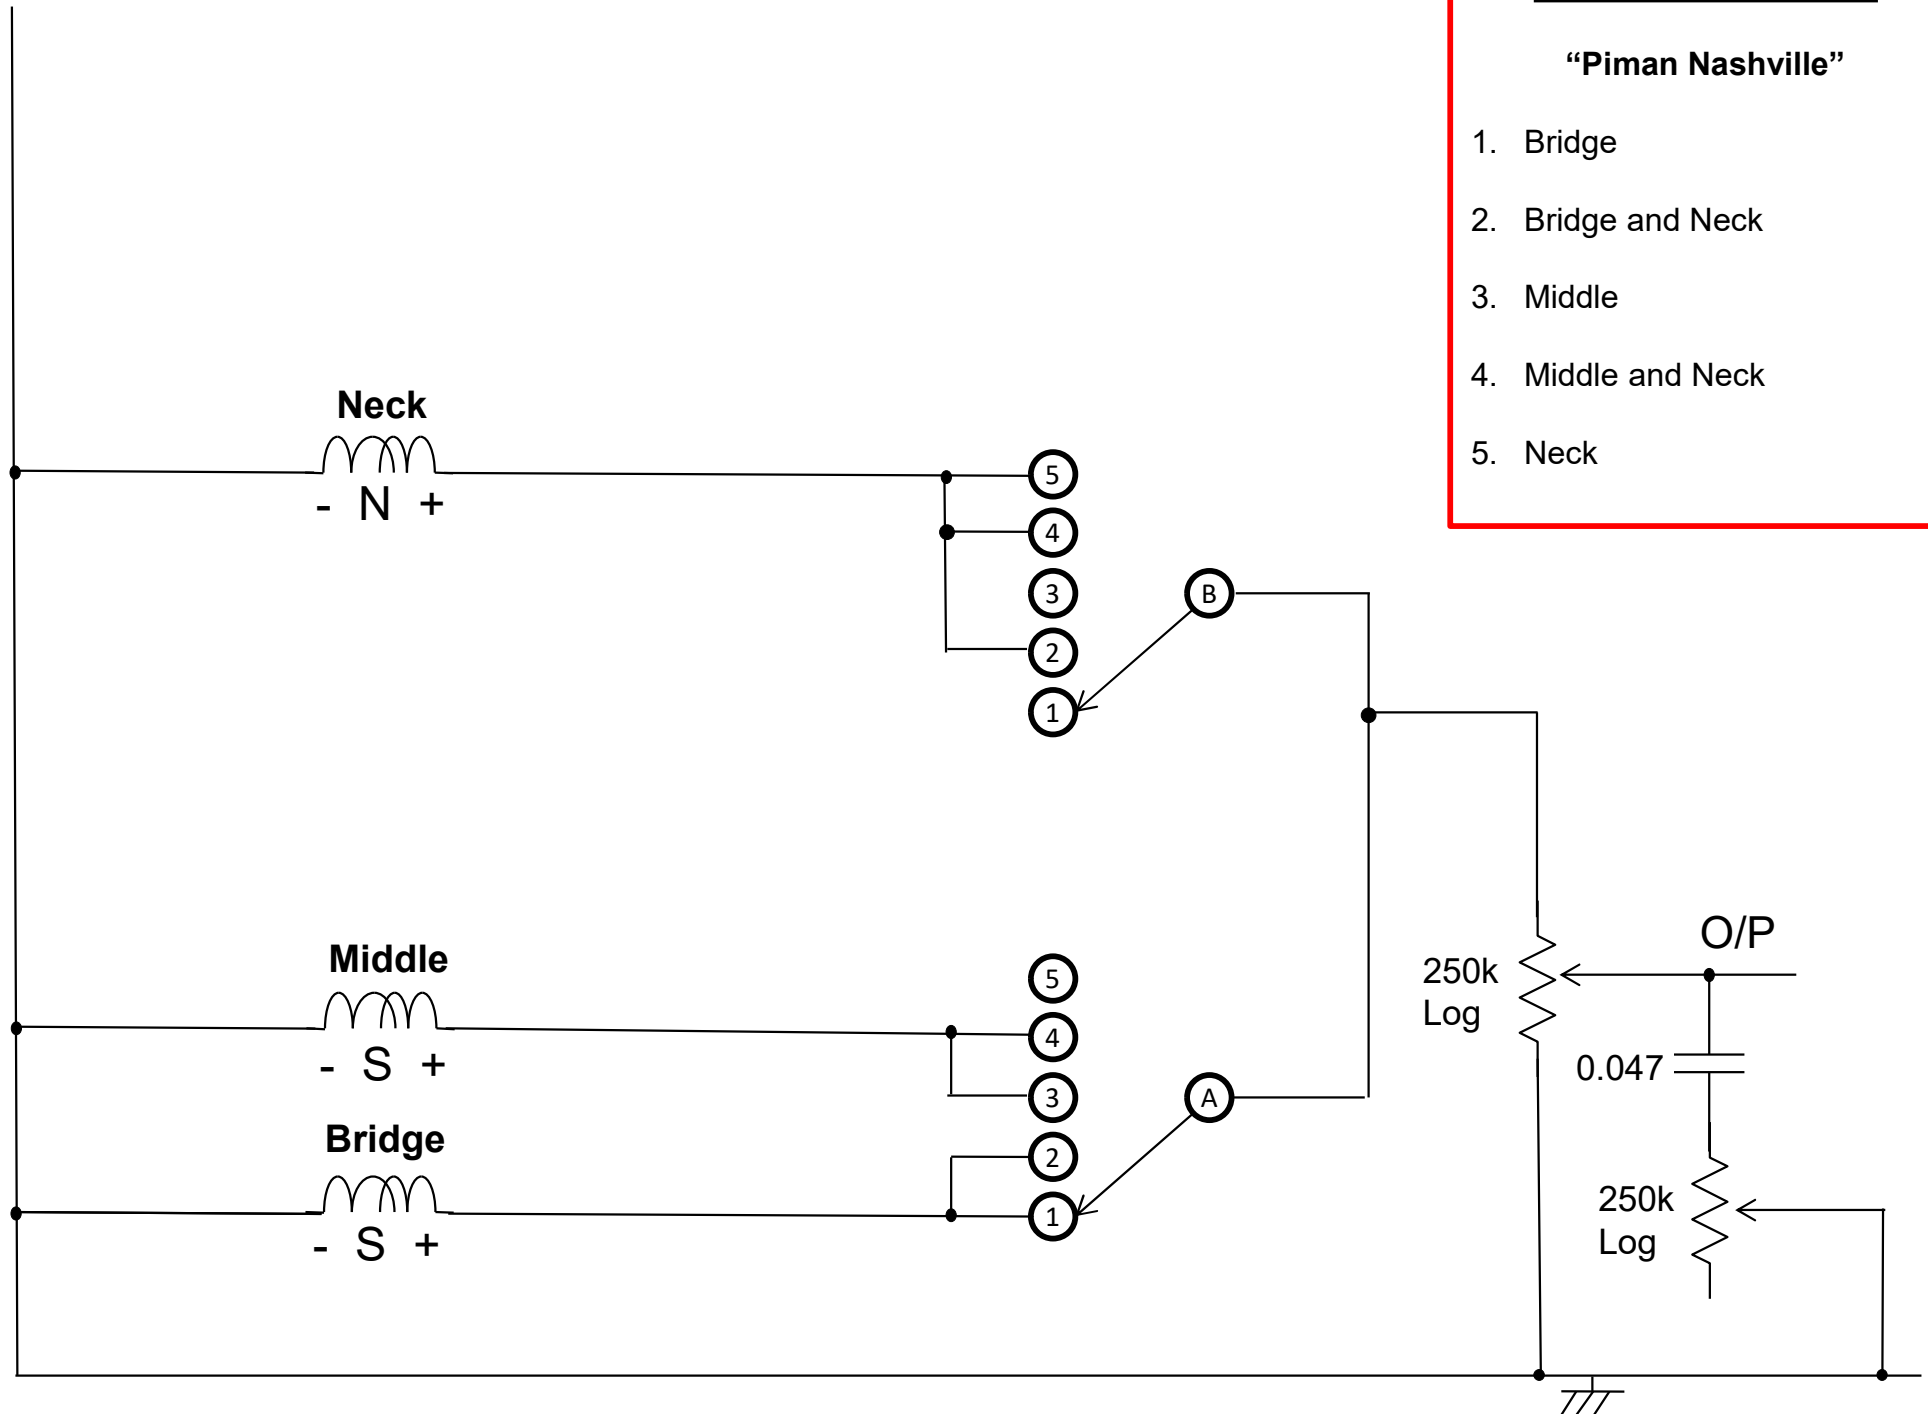 “Piman Nashville”
1. Bridge
2. Bridge and Neck
3. Middle
4. Middle and Neck
5. Neck
Neck
- N +
5
4
3
2
1
B
Middle
- S +
Bridge
- S +
5
4
3
2
1
A
250k
Log
O/P
0.047
250k
Log